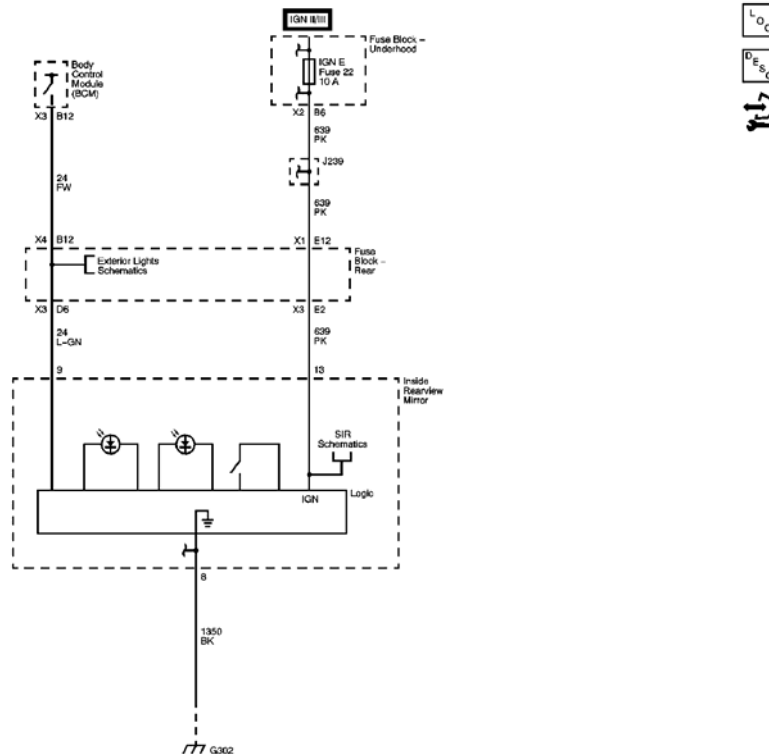 IGN II/III
Fuse Block –
Underhood
IGN E
Fuse 22
10 A
Body
Control
Module
(BCM)
X3 B12
X2 B6
639
PK
J239
24
FW
639
PK
X4 B12
X1 E12
Exterior Lights
Schematics
Fuse
Block –
Rear
X3 D6
X3 E2
24
L-GN
639
PK
9
13
Inside
Rearview
Mirror
SIR
Schematics
IGN
Logic
8
1350
BK
G302
LOC
DESC